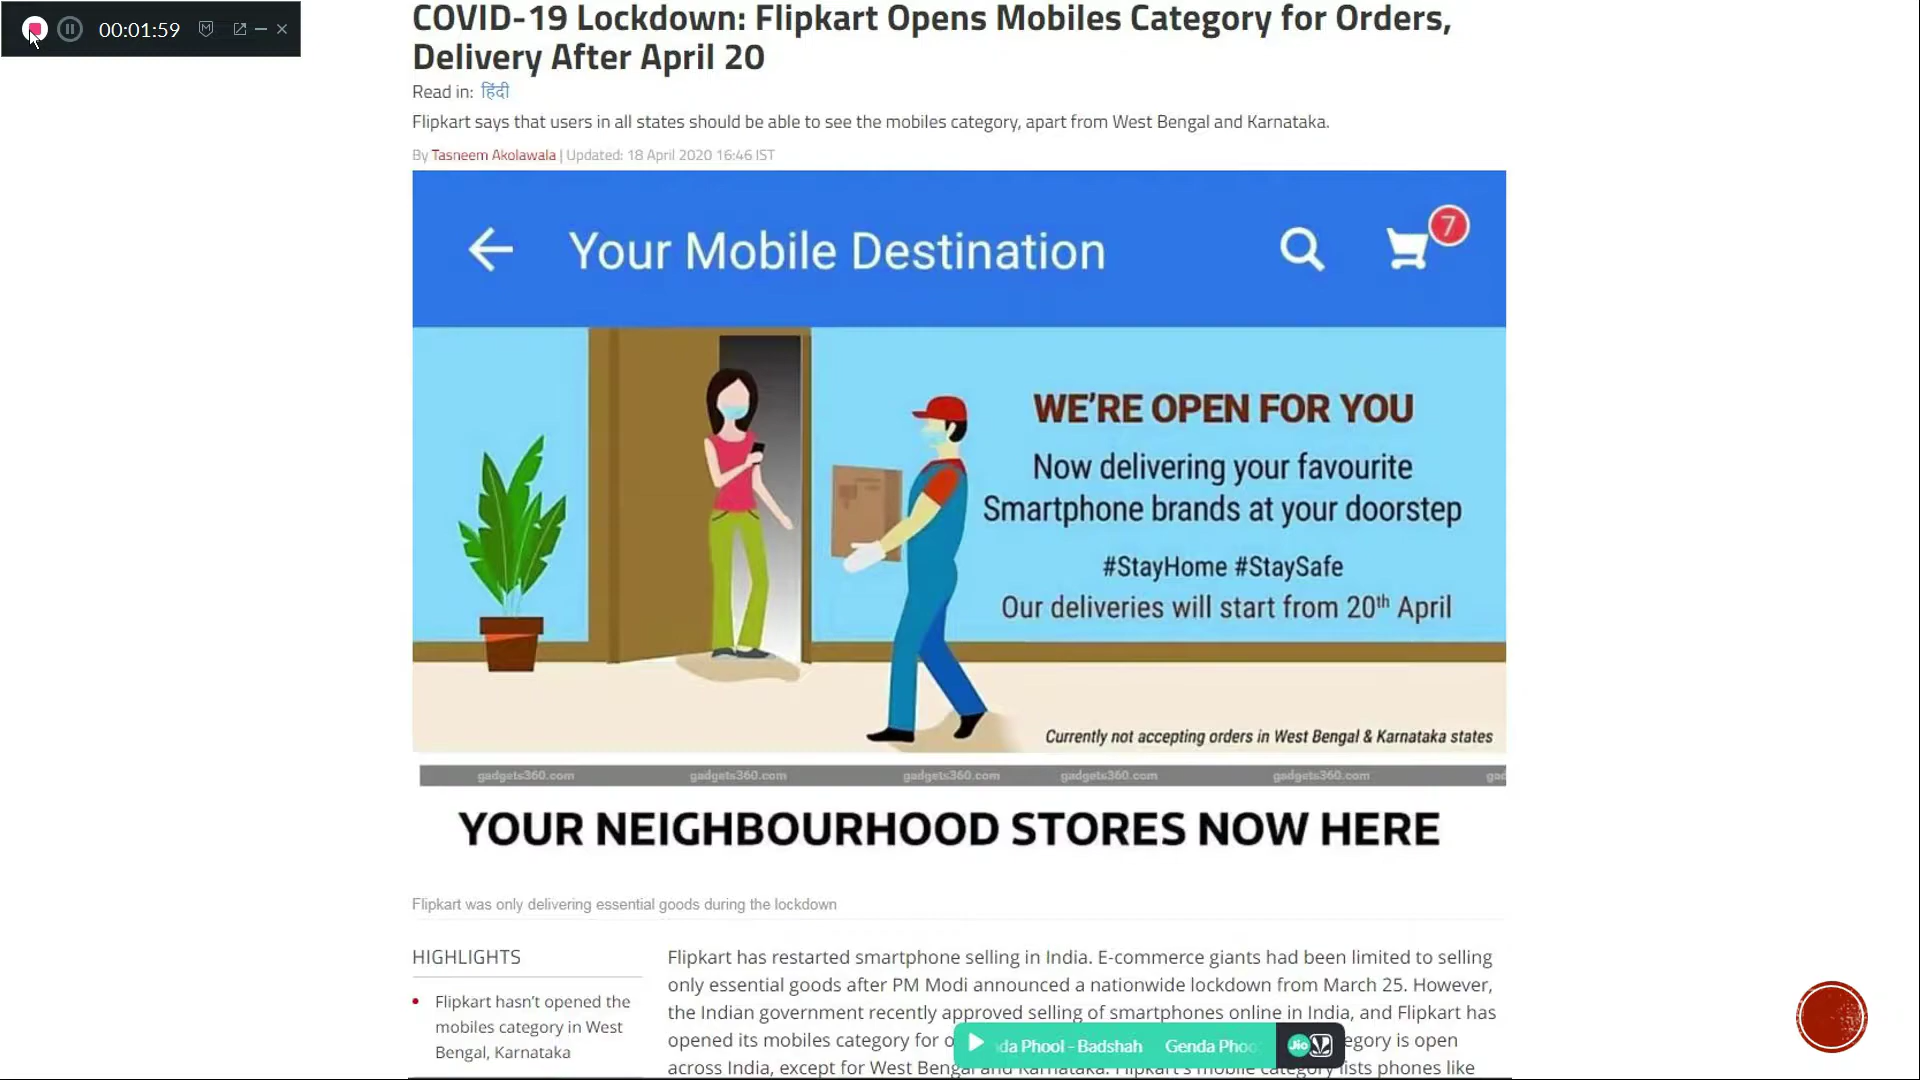 00:01:59
COVID-19 Lockdown: Flipkart Opens Mobiles Category for Orders,
Delivery After April 20
Read in: हिंदी
Flipkart says that users in all states should be able to see the mobiles category, apart from West Bengal and Karnataka.
By Tasneem Akolawala | Updated: 18 April 2020 16:46 IST
Your Mobile Destination
7
WE'RE OPEN FOR YOU
Now delivering your favourite
Smartphone brands at your doorstep
#StayHome #StaySafe
Our deliveries will start from 20th April
Currently not accepting orders in West Bengal & Karnataka states
gadgets360.com gadgets360.com gadgets360.com gadgets360.com gadgets360.com
YOUR NEIGHBOURHOOD STORES NOW HERE
Flipkart was only delivering essential goods during the lockdown
HIGHLIGHTS
Flipkart hasn't opened the
mobiles category in West
Bengal, Karnataka
Flipkart has restarted smartphone selling in India. E-commerce giants had been limited to selling
only essential goods after PM Modi announced a nationwide lockdown from March 25. However,
the Indian government recently approved selling of smartphones online in India, and Flipkart has
opened its mobiles category for
is open
across India, except for West
lists phones like
Phool - Badshah Genda
Jio